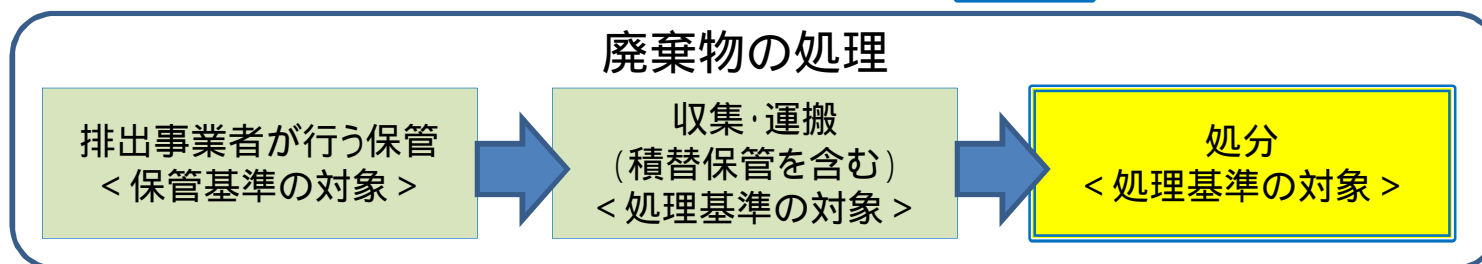 廃棄物の処理
排出事業者が行う保管
<保管基準の対象>
収集・運搬
(積替保管を含む)
<処理基準の対象>
処分
<処理基準の対象>